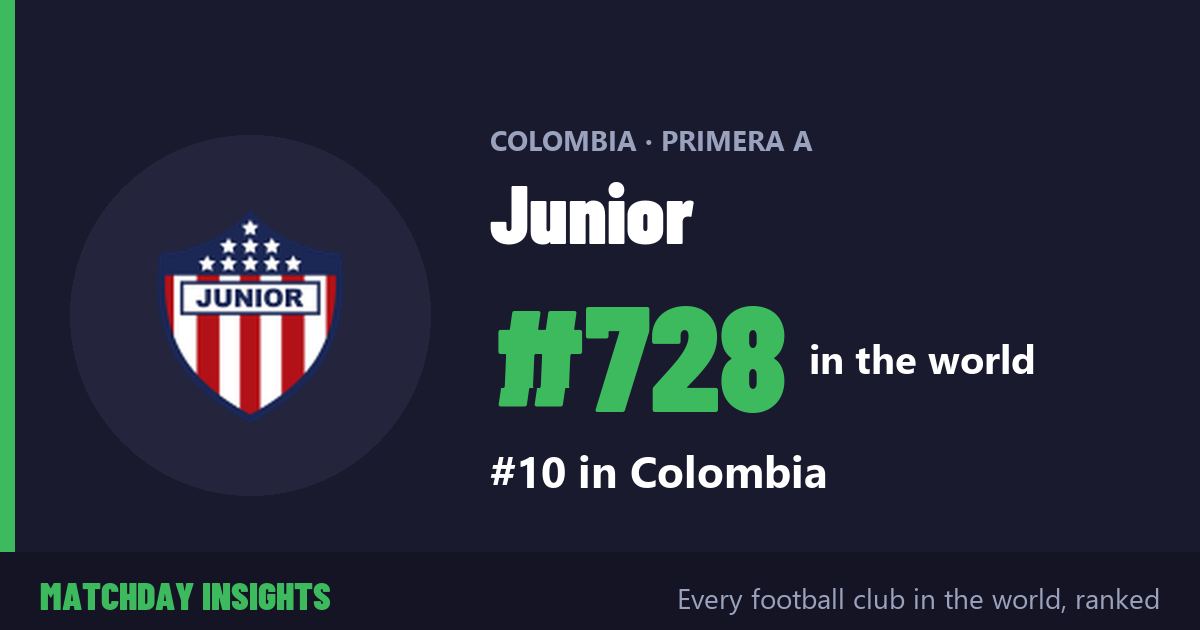 COLOMBIA · PRIMERA A
Junior
JUNIOR
#728 in the world
#10 in Colombia
MATCHDAY INSIGHTS
Every football club in the world, ranked